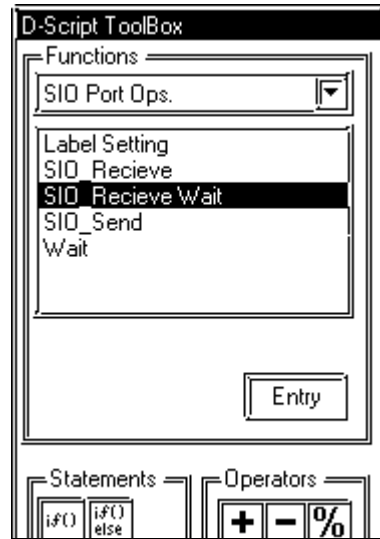 D-Script ToolBox
Functions
SIO Port Ops.
Label Setting
SIO_Recieve
SIO_Recieve Wait
SIO_Send
Wait
Entry
Statements Operators
if() if() else + - %